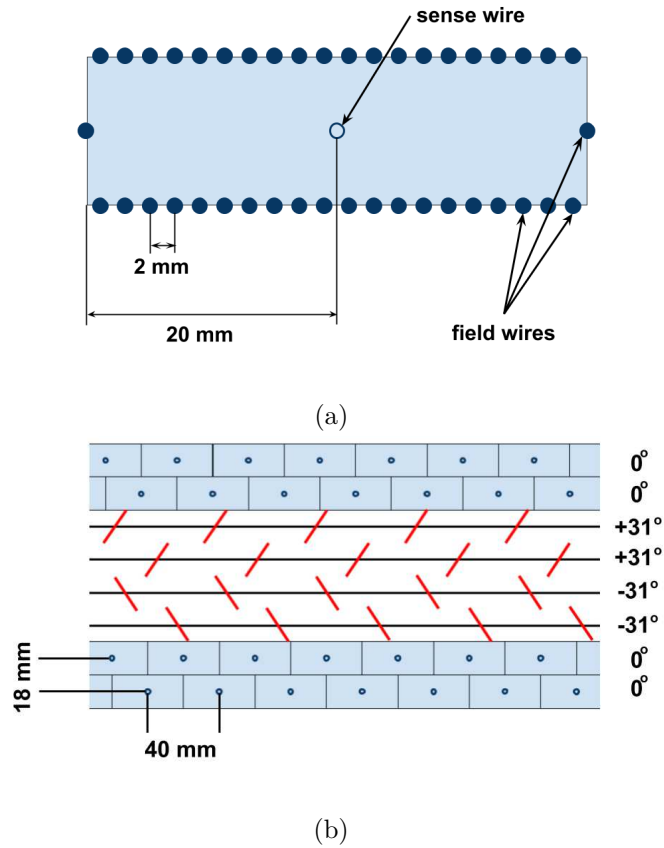 sense wire
2 mm
20 mm
field wires
(a)
0°
0°
+31°
+31°
-31°
-31°
0°
0°
18 mm
40 mm
(b)